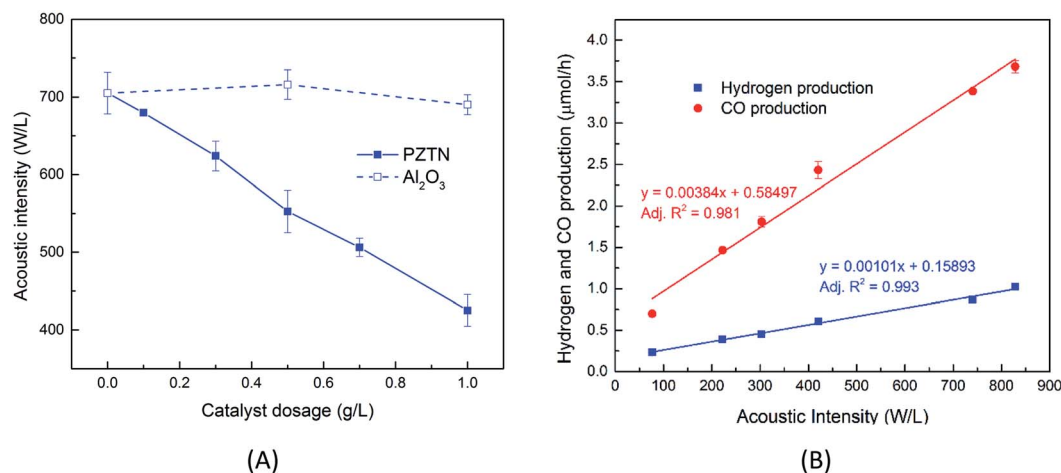 800
700
600
500
400
0.0
0.2
0.4
0.6
0.8
1.0
Acoustic intensity (W/L)
Catalyst dosage (g/L)
PZTN
Al₂O₃
(A)
4.0
3.5
3.0
2.5
2.0
1.5
1.0
0.5
0.0
0 100 200 300 400 500 600 700 800 900
Hydrogen and CO production (μmol/h)
Acoustic Intensity (W/L)
Hydrogen production
CO production
y = 0.00384x + 0.58497
Adj. R² = 0.981
y = 0.00101x + 0.15893
Adj. R² = 0.993
(B)